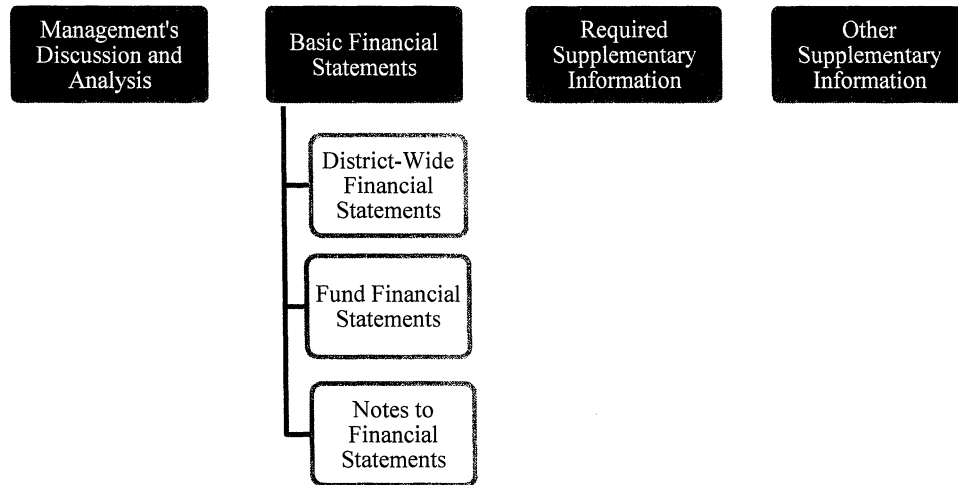 Management's
Discussion and
Analysis
Basic Financial
Statements
Required
Supplementary
Information
Other
Supplementary
Information
District-Wide
Financial
Statements
Fund Financial
Statements
Notes to
Financial
Statements